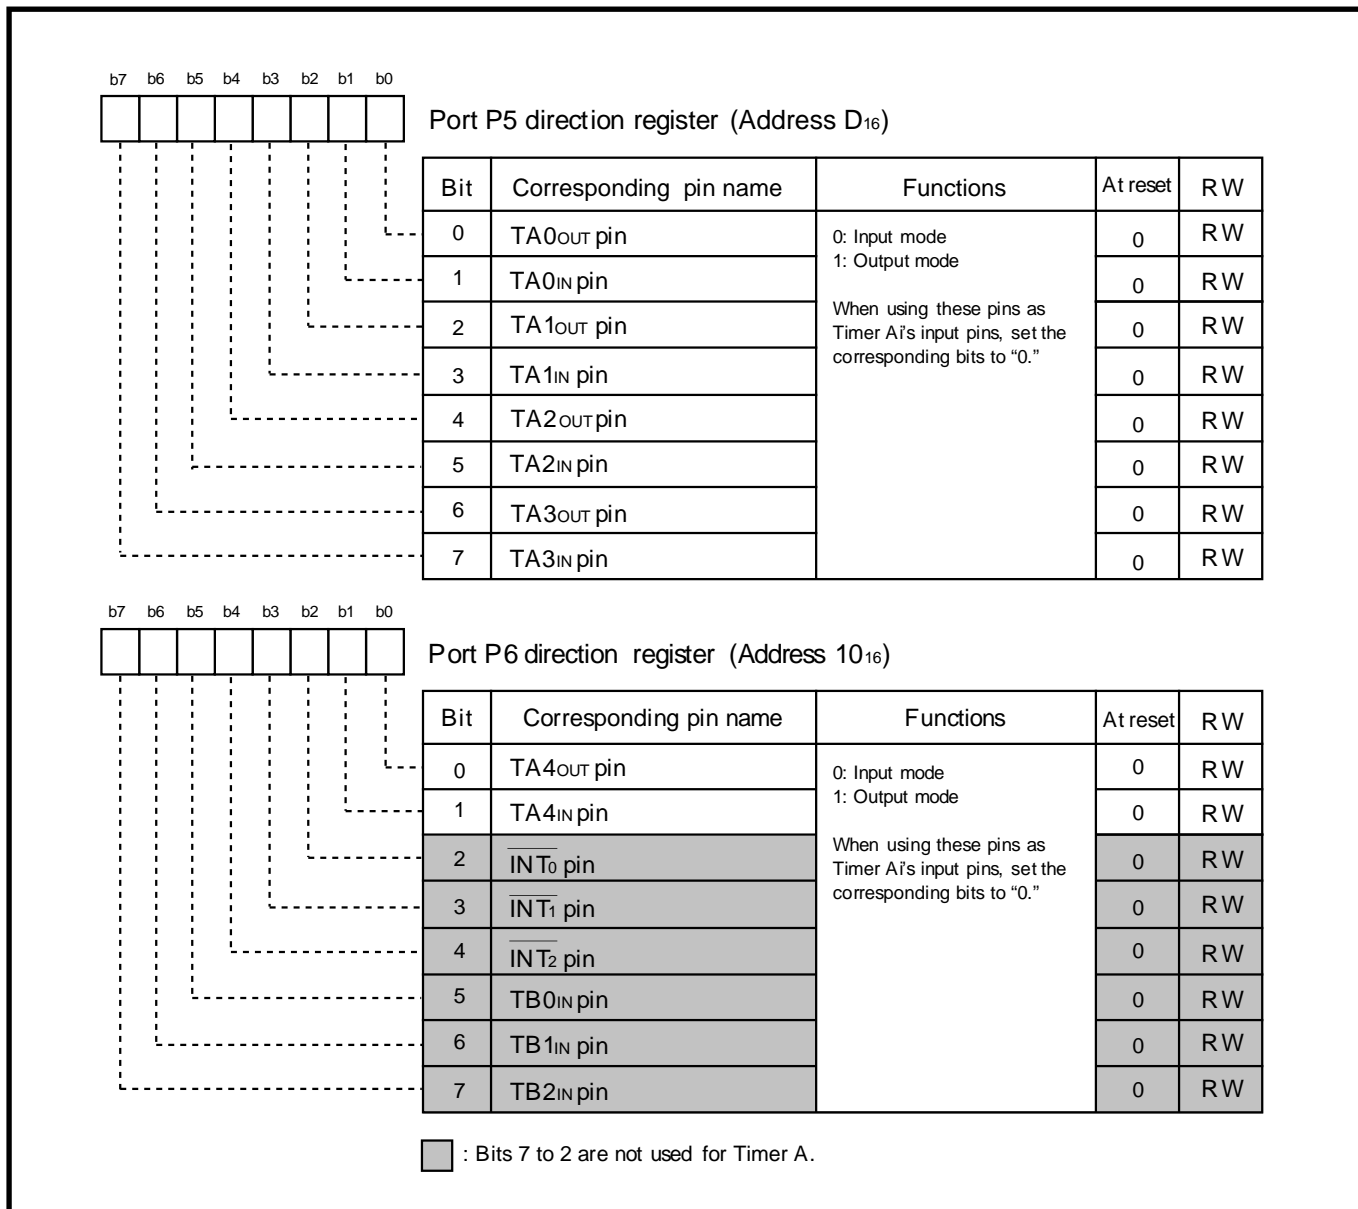 b7 b6 b5 b4 b3 b2 b1 b0
Port P5 direction register (Address D16)
Bit Corresponding pin name Functions At reset RW
0 TA0OUT pin 0 RW
1 TA0IN pin 0 RW
2 TA1OUT pin 0 RW
3 TA1IN pin 0 RW
4 TA2OUT pin 0 RW
5 TA2IN pin 0 RW
6 TA3OUT pin 0 RW
7 TA3IN pin 0 RW
0: Input mode
1: Output mode
When using these pins as
Timer Ai's input pins, set the
corresponding bits to “0.”
b7 b6 b5 b4 b3 b2 b1 b0
Port P6 direction register (Address 1016)
Bit Corresponding pin name Functions At reset RW
0 TA4OUT pin 0 RW
1 TA4IN pin 0 RW
2 INT0 pin 0 RW
3 INT1 pin 0 RW
4 INT2 pin 0 RW
5 TB0IN pin 0 RW
6 TB1IN pin 0 RW
7 TB2IN pin 0 RW
0: Input mode
1: Output mode
When using these pins as
Timer Ai's input pins, set the
corresponding bits to “0.”
: Bits 7 to 2 are not used for Timer A.